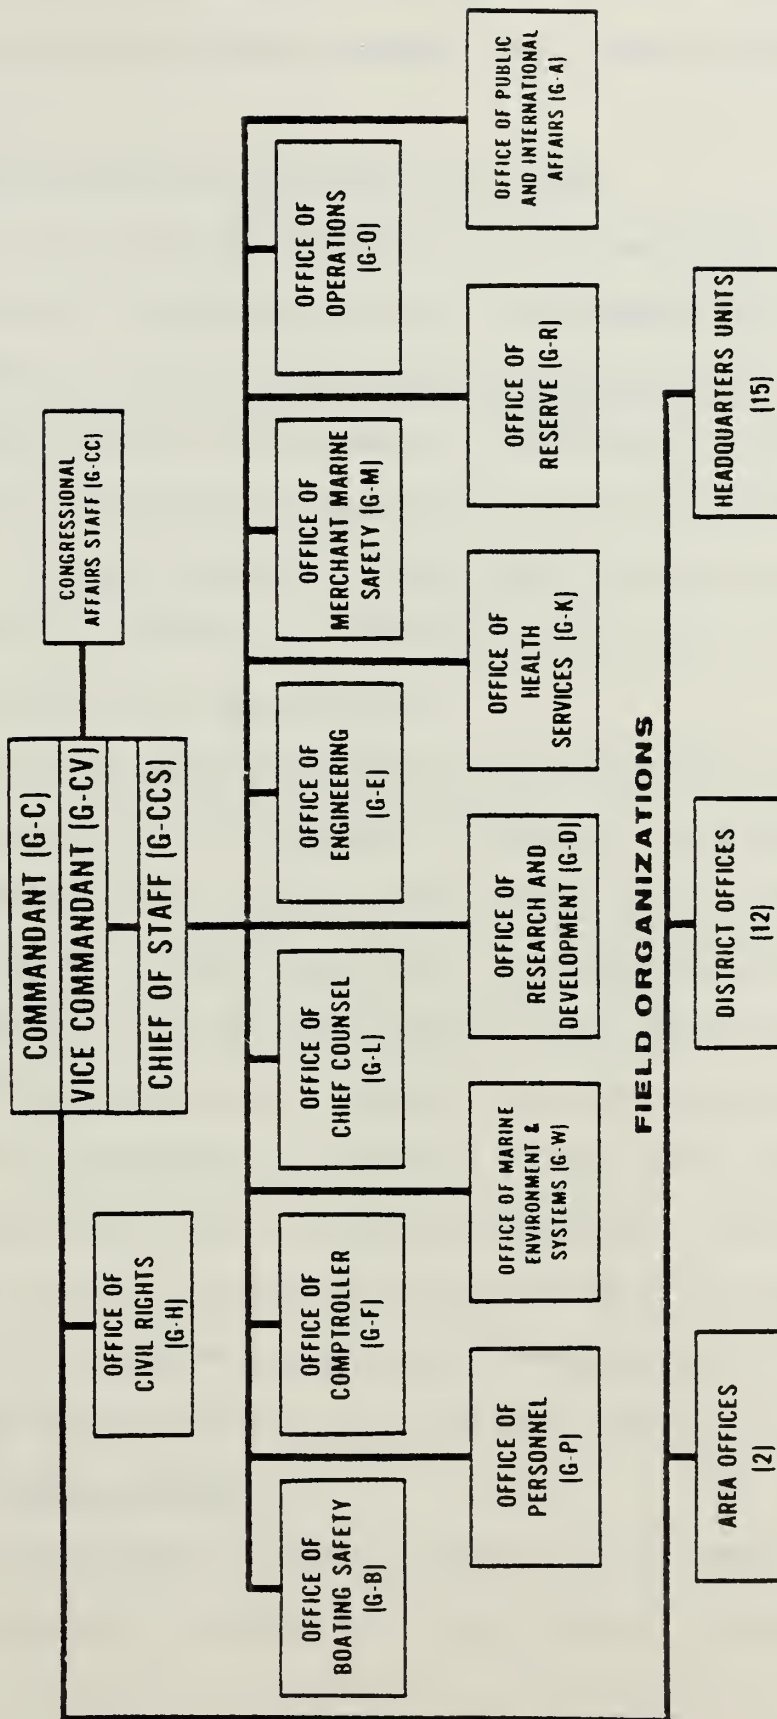 COMMANDANT (G-C)
VICE COMMANDANT (G-CV)
CHIEF OF STAFF (G-CCS)
CONGRESSIONAL
AFFAIRS STAFF (G-CC)
OFFICE OF
CIVIL RIGHTS
(G-H)
OFFICE OF
BOATING SAFETY
(G-B)
OFFICE OF
COMPTROLLER
(G-F)
OFFICE OF
CHIEF COUNSEL
(G-L)
OFFICE OF
ENGINEERING
(G-E)
OFFICE OF
MERCHANT MARINE
SAFETY (G-M)
OFFICE OF
OPERATIONS
(G-O)
OFFICE OF
PERSONNEL
(G-P)
OFFICE OF MARINE
ENVIRONMENT &
SYSTEMS (G-W)
OFFICE OF
RESEARCH AND
DEVELOPMENT (G-D)
OFFICE OF
HEALTH
SERVICES (G-K)
OFFICE OF
RESERVE (G-R)
OFFICE OF PUBLIC
AND INTERNATIONAL
AFFAIRS (G-A)
FIELD ORGANIZATIONS
AREA OFFICES
(2)
DISTRICT OFFICES
(12)
HEADQUARTERS UNITS
(15)